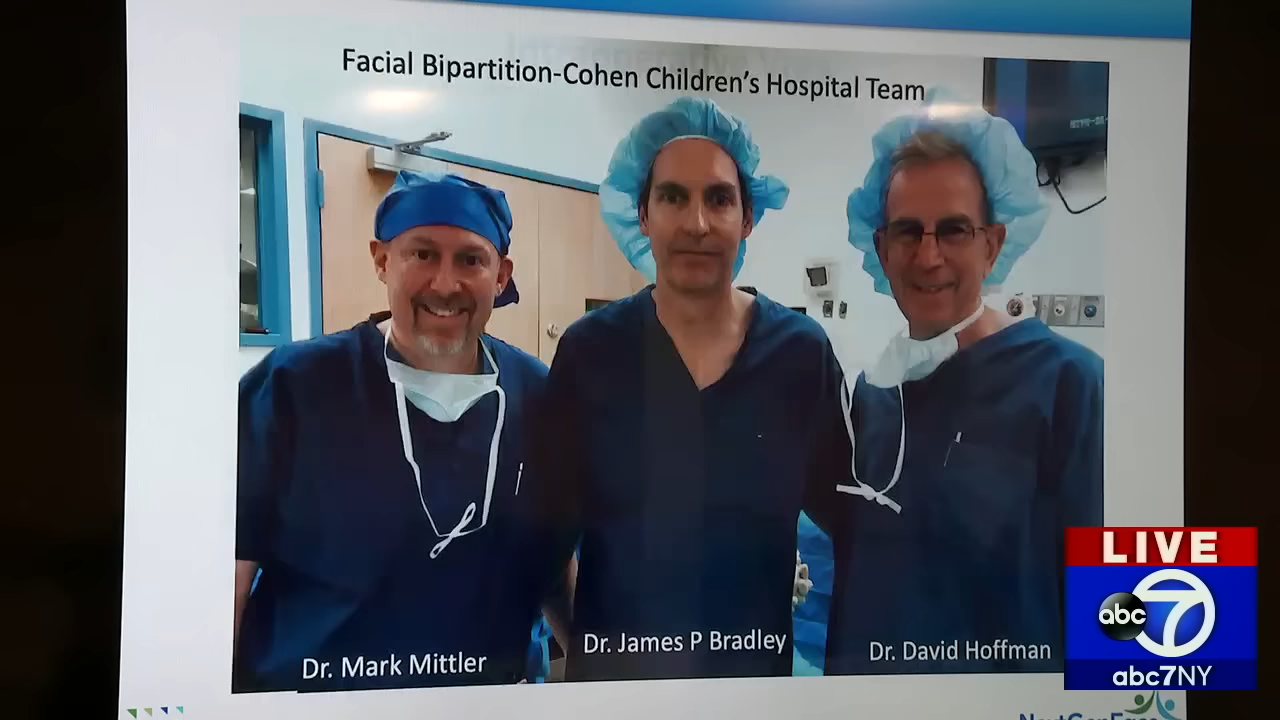 Facial Bipartition-Cohen Children's Hospital Team
Dr. Mark Mittler
Dr. James P Bradley
Dr. David Hoffman
LIVE
abc 7
abc7NY